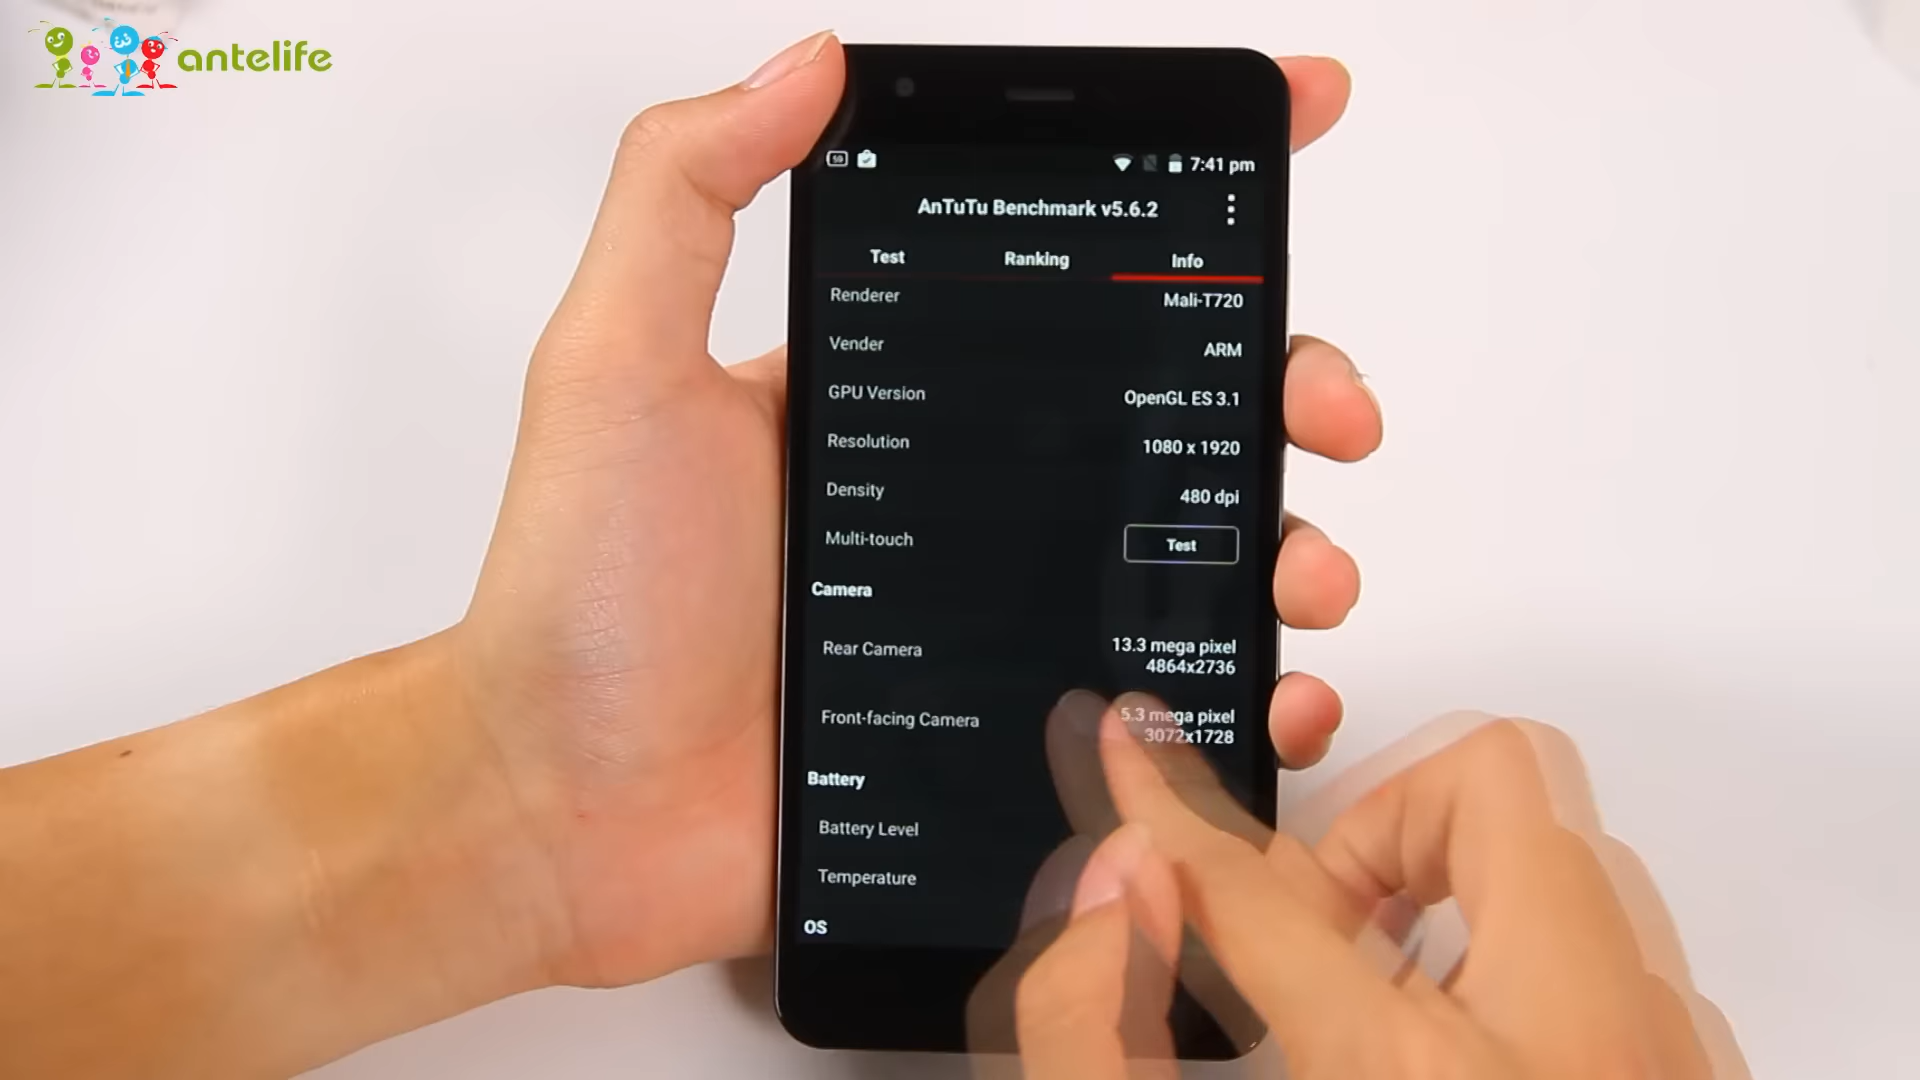 antelife
59
7:41 pm
AnTuTu Benchmark v5.6.2
Test Ranking Info
Renderer Mali-T720
Vender ARM
GPU Version OpenGL ES 3.1
Resolution 1080 x 1920
Density 480 dpi
Multi-touch Test
Camera
Rear Camera 13.3 mega pixel
4864x2736
Front-facing Camera 5.3 mega pixel
3072x1728
Battery
Battery Level
Temperature
OS